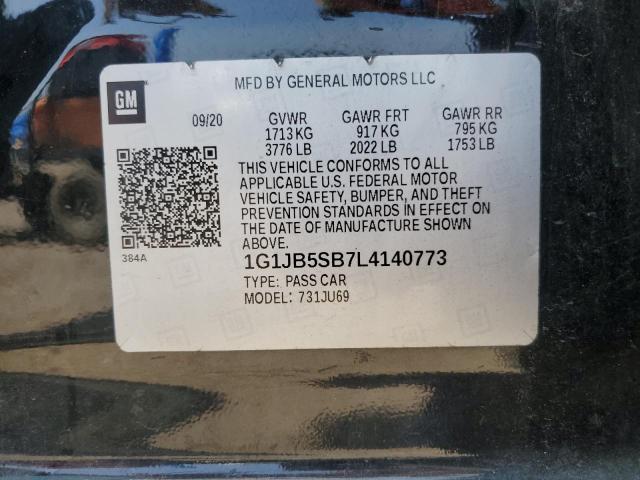 MFD BY GENERAL MOTORS LLC
GM
09/20 GVWR GAWR FRT GAWR RR
1713 KG 917 KG 795 KG
3776 LB 2022 LB 1753 LB
THIS VEHICLE CONFORMS TO ALL
APPLICABLE U.S. FEDERAL MOTOR
VEHICLE SAFETY, BUMPER, AND THEFT
PREVENTION STANDARDS IN EFFECT ON
THE DATE OF MANUFACTURE SHOWN
ABOVE.
384A
1G1JB5SB7L4140773
TYPE: PASS CAR
MODEL: 731JU69